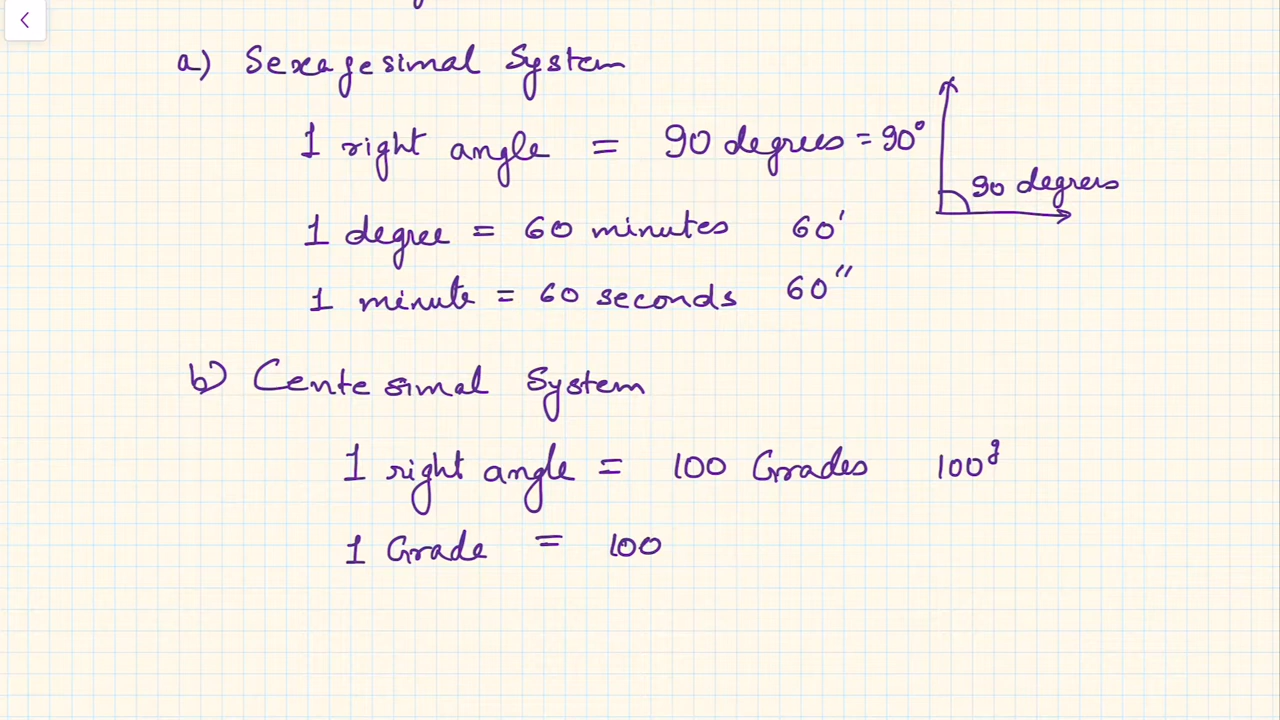 a) Sexagesimal System
1 right angle = 90 degrees = 90°
90 degrees
1 degree = 60 minutes 60'
1 minute = 60 seconds 60"
b) Centesimal System
1 right angle = 100 Grades 100g
1 Grade = 100